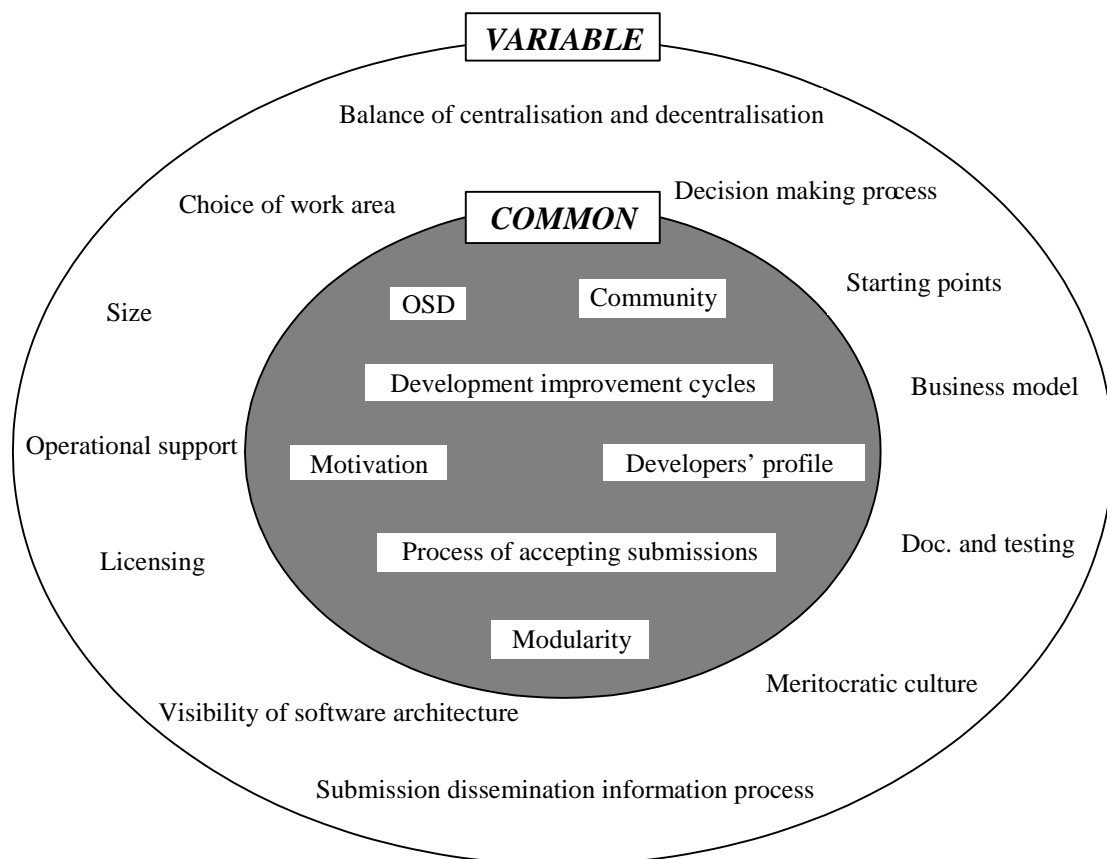 VARIABLE
Balance of centralisation and decentralisation
Decision making process
Choice of work area
COMMON
Starting points
OSD
Community
Size
Development improvement cycles
Business model
Operational support
Motivation
Developers’ profile
Process of accepting submissions
Doc. and testing
Licensing
Modularity
Meritocratic culture
Visibility of software architecture
Submission dissemination information process